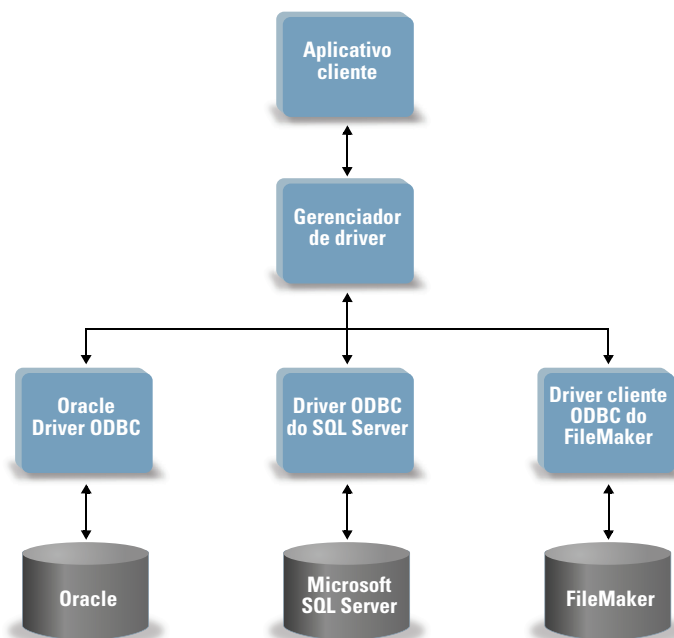 Aplicativo
cliente
Gerenciador
de driver
Oracle
Driver ODBC
Driver ODBC
do SQL Server
Driver cliente
ODBC do
FileMaker
Oracle
Microsoft
SQL Server
FileMaker